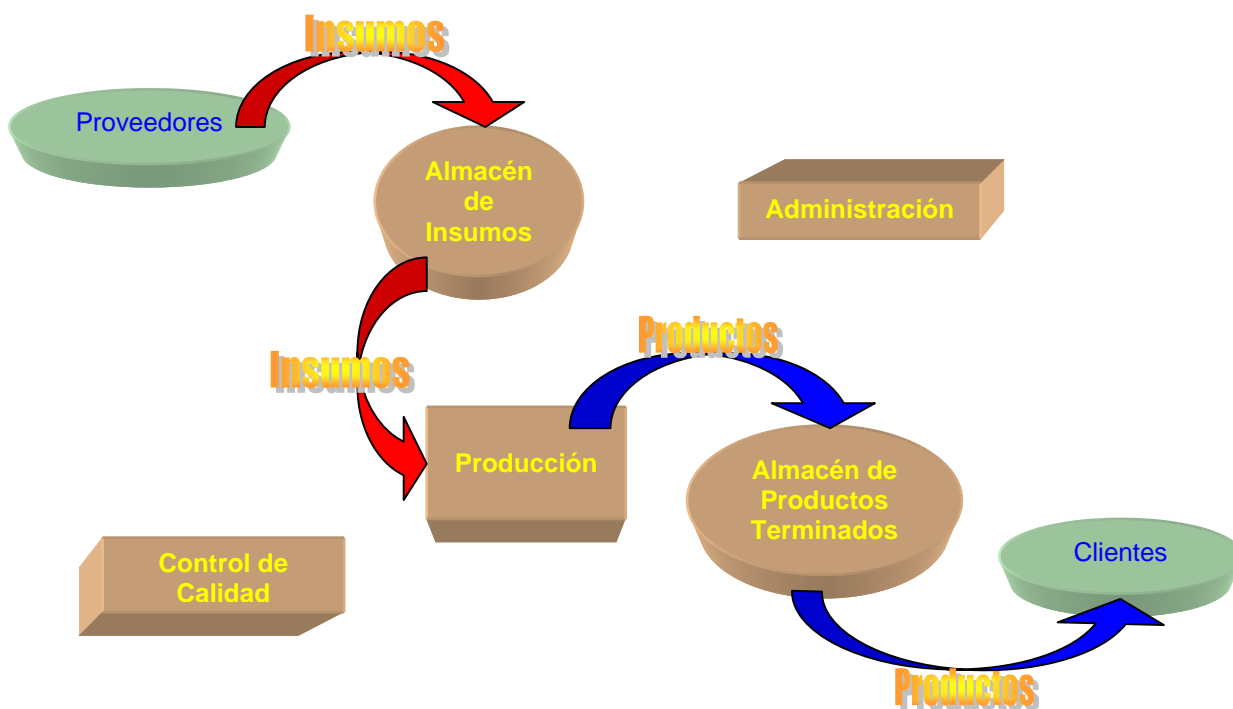 Insumos
Proveedores
Almacén
de
Insumos
Administración
Productos
Insumos
Producción
Almacén de
Productos
Terminados
Control de
Calidad
Clientes
Productos